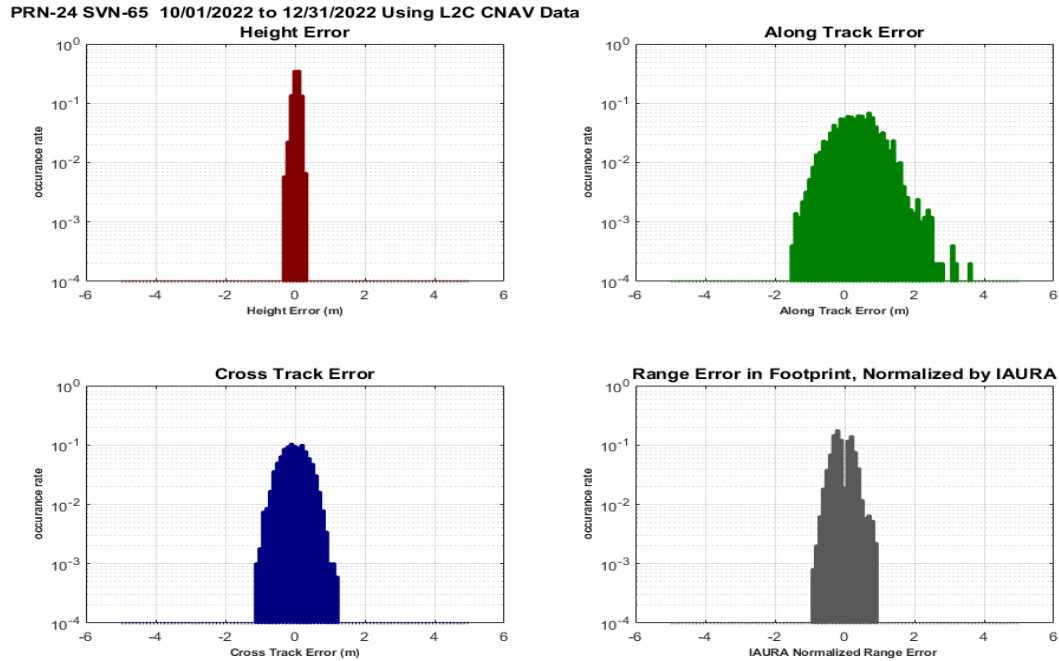 PRN-24 SVN-65  10/01/2022 to 12/31/2022 Using L2C CNAV Data
Height Error
10^0
10^-1
10^-2
10^-3
10^-4
occurance rate
-6 -4 -2 0 2 4 6
Height Error (m)
Along Track Error
10^0
10^-1
10^-2
10^-3
10^-4
occurance rate
-6 -4 -2 0 2 4 6
Along Track Error (m)
Cross Track Error
10^0
10^-1
10^-2
10^-3
10^-4
occurance rate
-6 -4 -2 0 2 4 6
Cross Track Error (m)
Range Error in Footprint, Normalized by IAURA
10^0
10^-1
10^-2
10^-3
10^-4
occurance rate
-6 -4 -2 0 2 4 6
IAURA Normalized Range Error